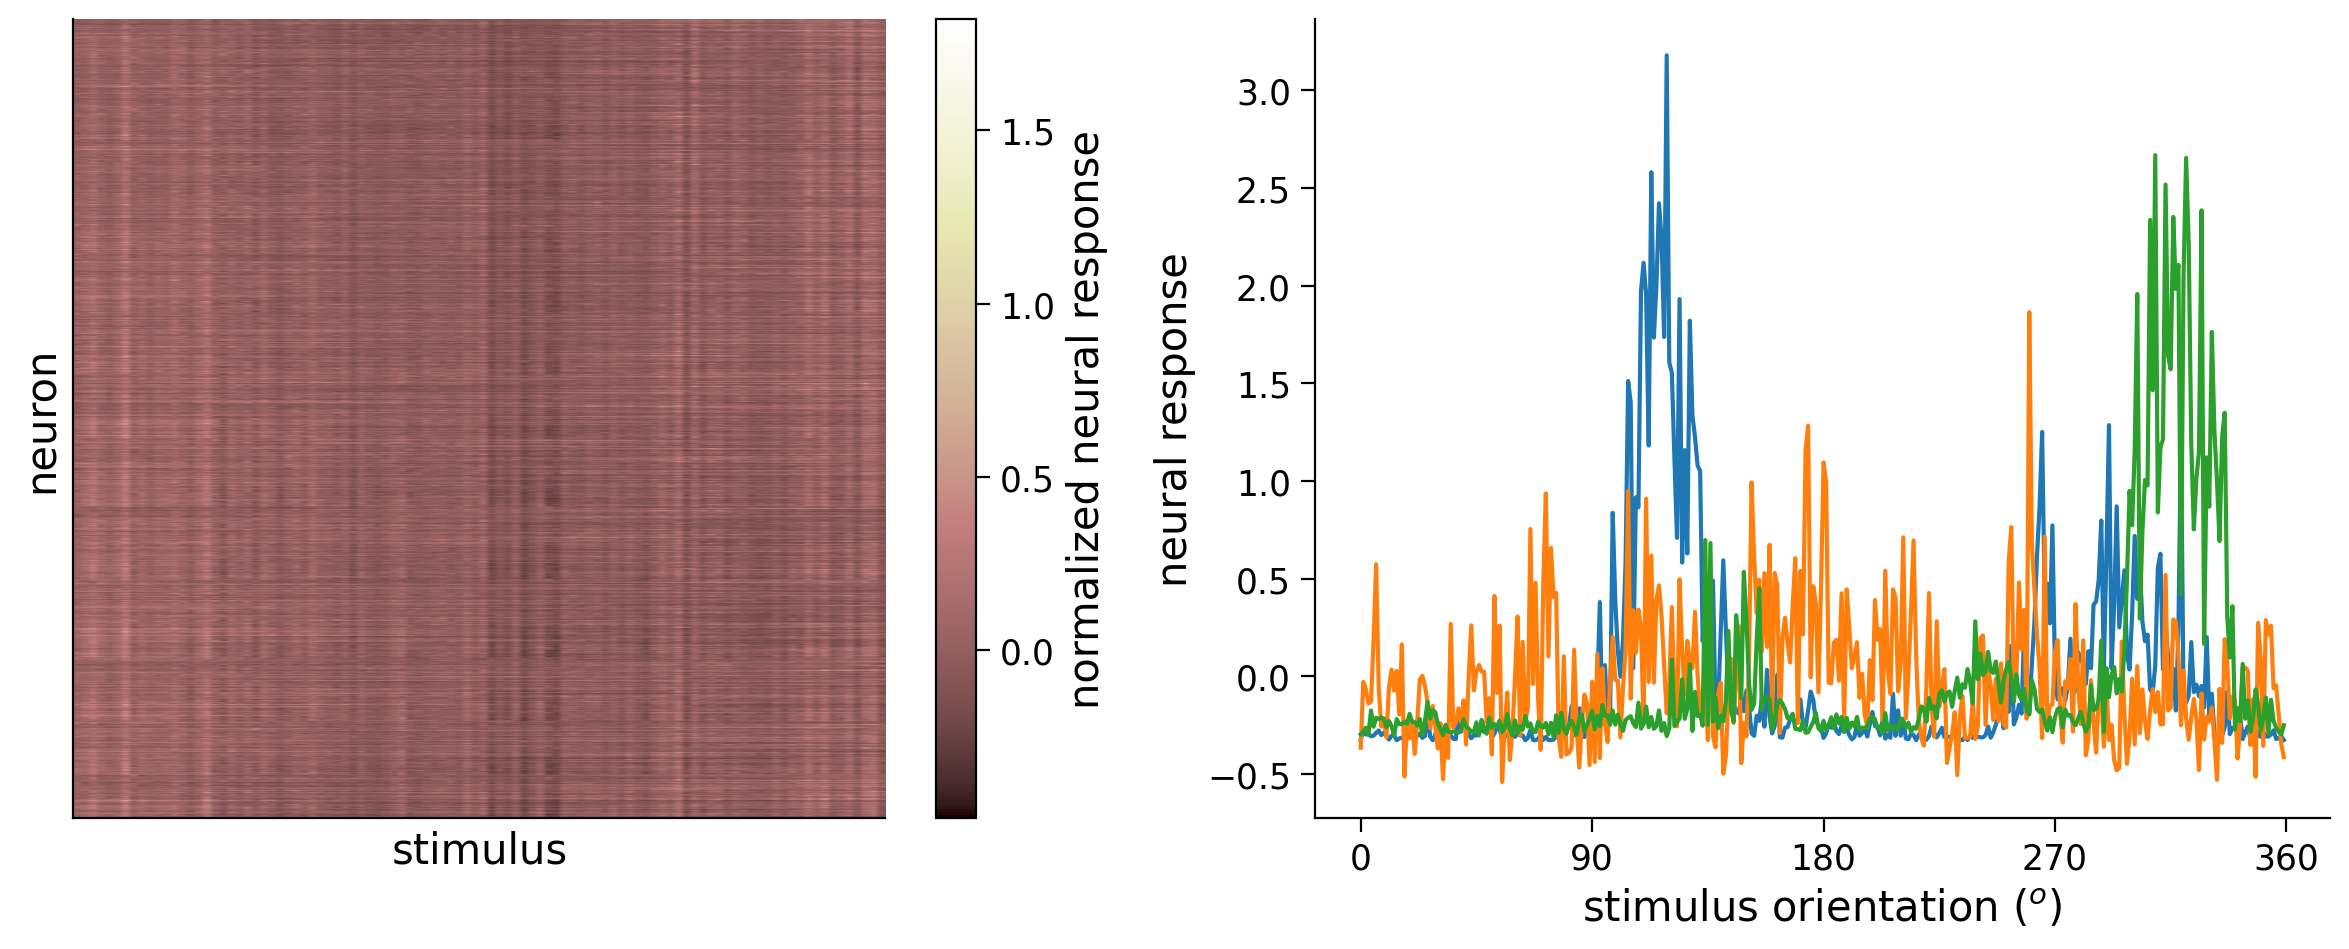 neuron
stimulus
1.5
1.0
0.5
0.0
normalized neural response
neural response
3.0
2.5
2.0
1.5
1.0
0.5
0.0
−0.5
0 90 180 270 360
stimulus orientation (o)